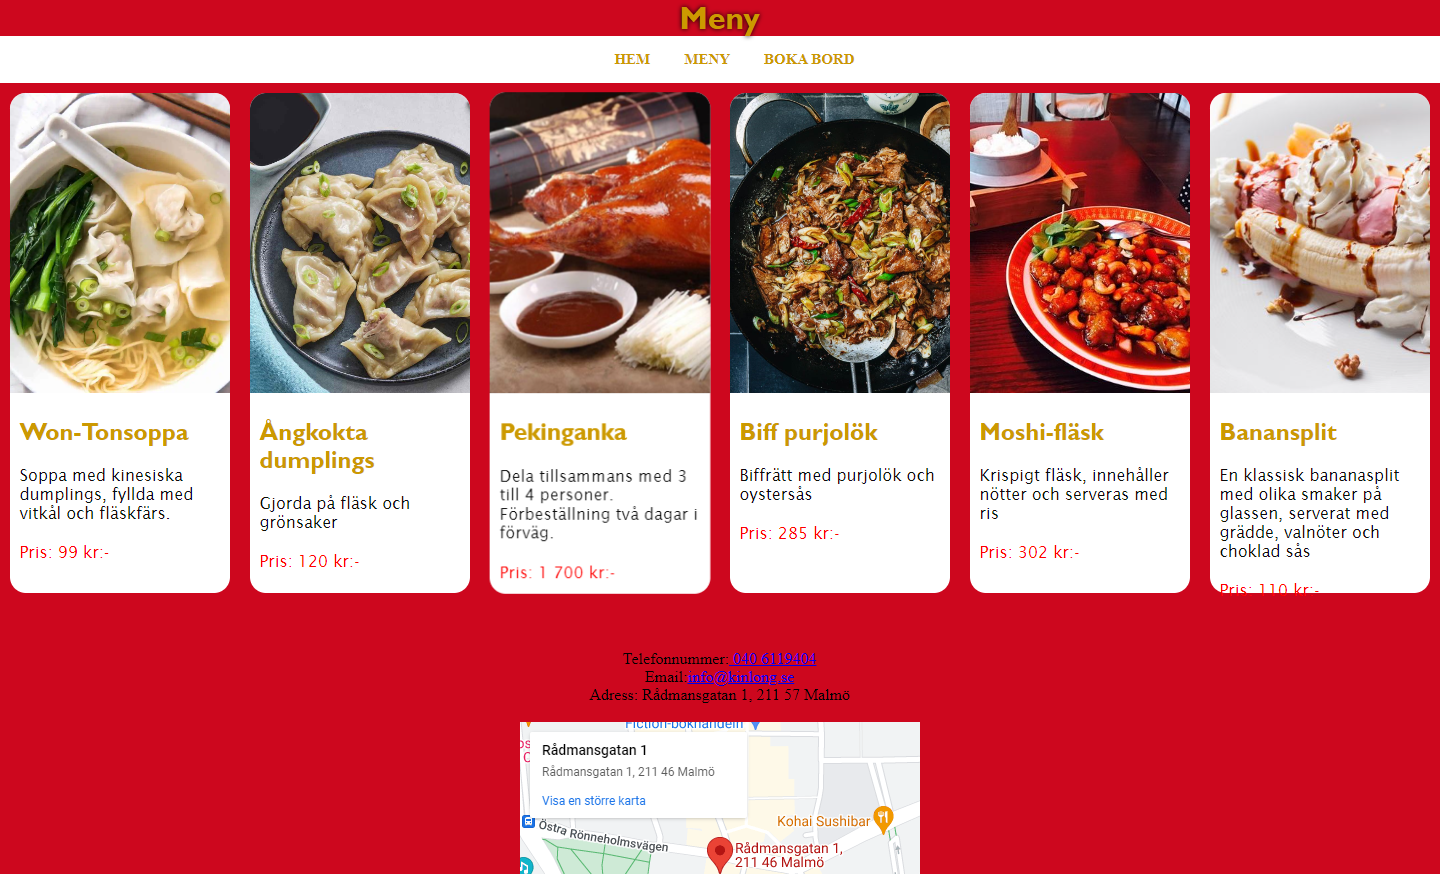 Meny
HEM MENY BOKA BORD
Won-Tonsoppa
Soppa med kinesiska
dumplings, fyllda med
vitkål och fläskfärs.
Pris: 99 kr:-
Ångkokta
dumplings
Gjorda på fläsk och
grönsaker
Pris: 120 kr:-
Pekinganka
Dela tillsammans med 3
till 4 personer.
Förbeställning två dagar i
förväg.
Pris: 1 700 kr:-
Biff purjolök
Biffrätt med purjolök och
oystersås
Pris: 285 kr:-
Moshi-fläsk
Krispigt fläsk, innehåller
nötter och serveras med
ris
Pris: 302 kr:-
Banansplit
En klassisk bananasplit
med olika smaker på
glassen, serverat med
grädde, valnöter och
choklad sås
Pris: 110 kr:-
Telefonnummer: 040 6119404
Email:info@kinlong.se
Adress: Rådmansgatan 1, 211 57 Malmö
Fiction-bokhandeln
Rådmansgatan 1
Rådmansgatan 1, 211 46 Malmö
Visa en större karta
Kohai Sushibar
Östra Rönneholmsvägen
Rådmansgatan 1,
211 46 Malmö